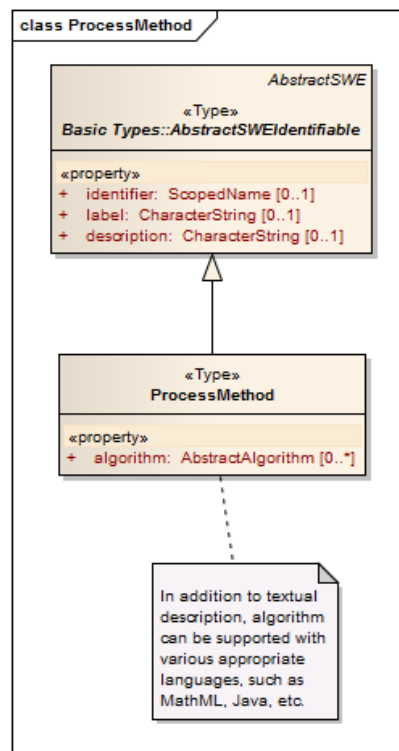 class ProcessMethod
AbstractSWE
«Type»
Basic Types::AbstractSWEIdentifiable
«property»
+ identifier: ScopedName [0..1]
+ label: CharacterString [0..1]
+ description: CharacterString [0..1]
«Type»
ProcessMethod
«property»
+ algorithm: AbstractAlgorithm [0..*]
In addition to textual
description, algorithm
can be supported with
various appropriate
languages, such as
MathML, Java, etc.